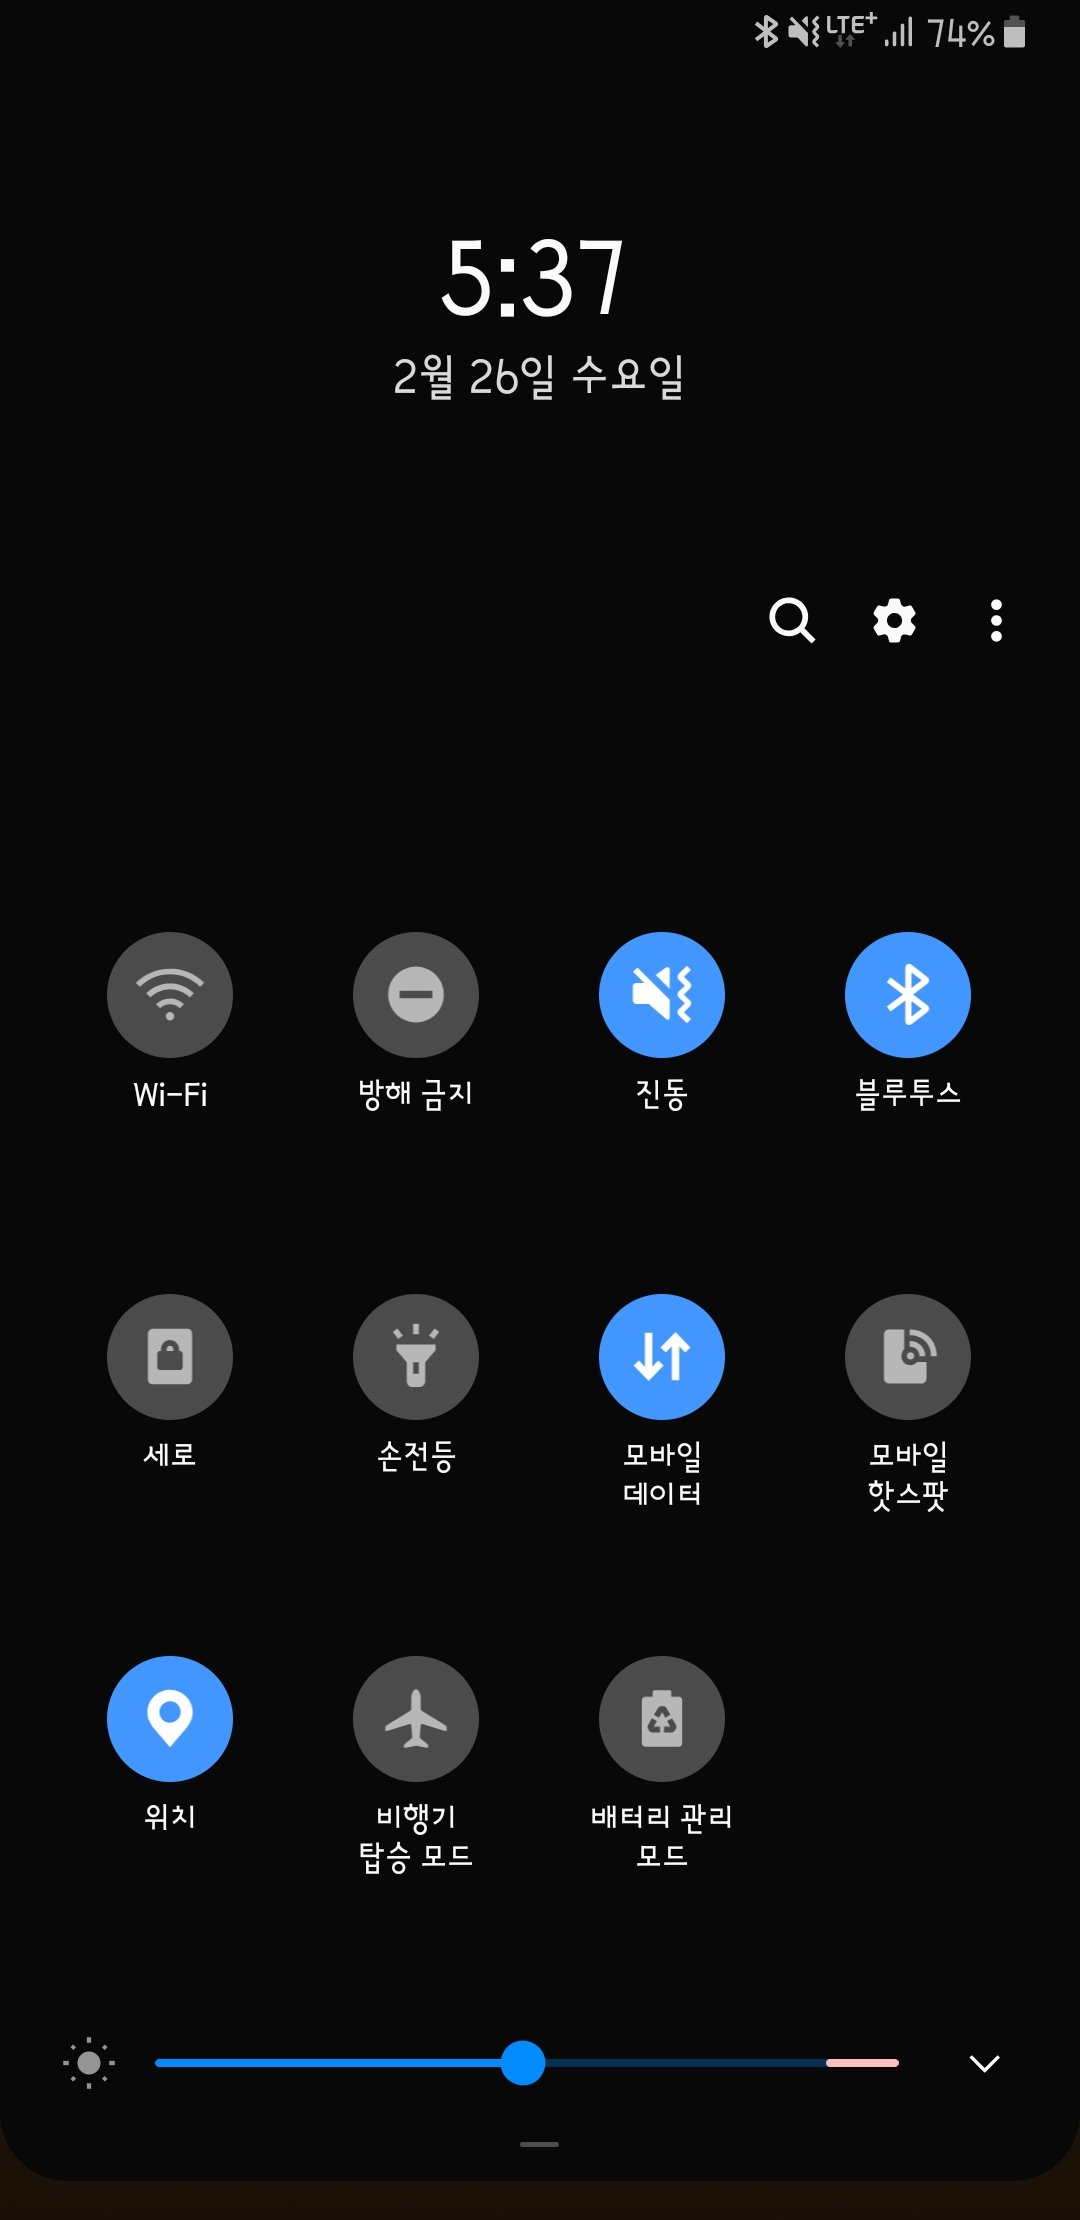 LTE+ 74%
5:37
2월 26일 수요일
Wi-Fi 방해 금지 진동 블루투스
세로 손전등 모바일 데이터 모바일 핫스팟
위치 비행기 탑승 모드 배터리 관리 모드